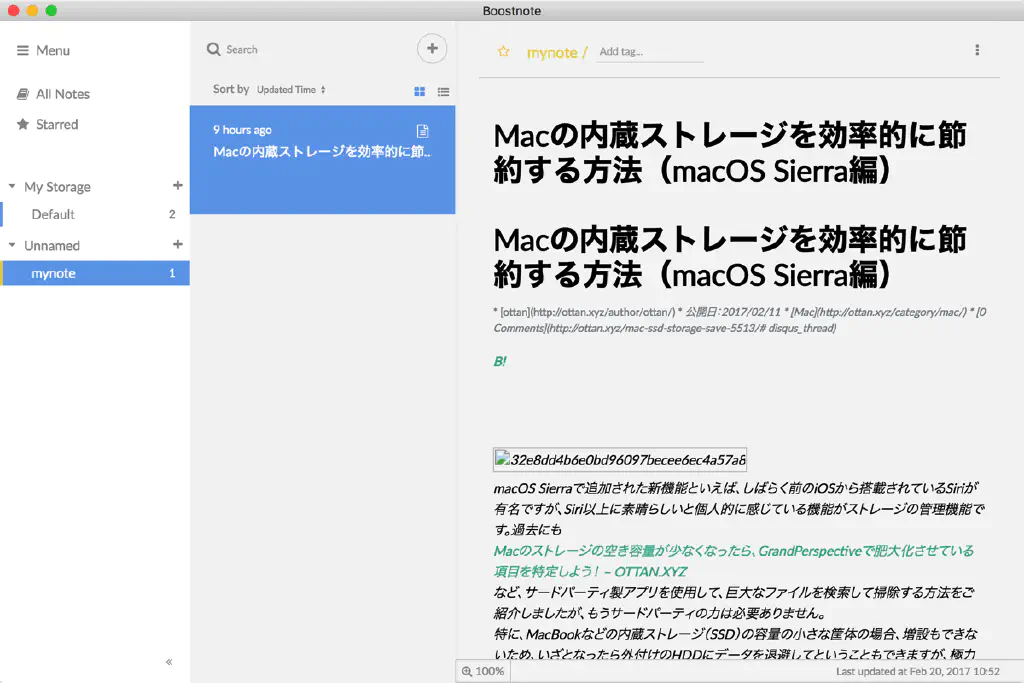 Boostnote
Menu
All Notes
Starred
My Storage
Default 2
Unnamed
mynote 1
Search
Sort by Updated Time
9 hours ago
Macの内蔵ストレージを効率的に節..
mynote / Add tag...
Macの内蔵ストレージを効率的に節
約する方法（macOS Sierra編）
Macの内蔵ストレージを効率的に節
約する方法（macOS Sierra編）
* [ottan](http://ottan.xyz/author/ottan/) * 公開日：2017/02/11 * [Mac](http://ottan.xyz/category/mac/) * [0
Comments](http://ottan.xyz/mac-ssd-storage-save-5513/# disqus_thread)
B!
32e8dd4b6e0bd96097becee6ec4a57a8
macOS Sierraで追加された新機能といえば、しばらく前のiOSから搭載されているSiriが
有名ですが、Siri以上に素晴らしいと個人的に感じている機能がストレージの管理機能で
す。過去にも
Macのストレージの空き容量が少なくなったら、GrandPerspectiveで肥大化させている
項目を特定しよう！ – OTTAN.XYZ
など、サードパーティ製アプリを使用して、巨大なファイルを検索して掃除する方法をご
紹介しましたが、もうサードパーティの力は必要ありません。
特に、MacBookなどの内蔵ストレージ（SSD）の容量の小さな筐体の場合、増設もできな
いため、いざとなったら外付けのHDDにデータを退避してということもできますが、極力
100%
Last updated at Feb 20, 2017 10:52